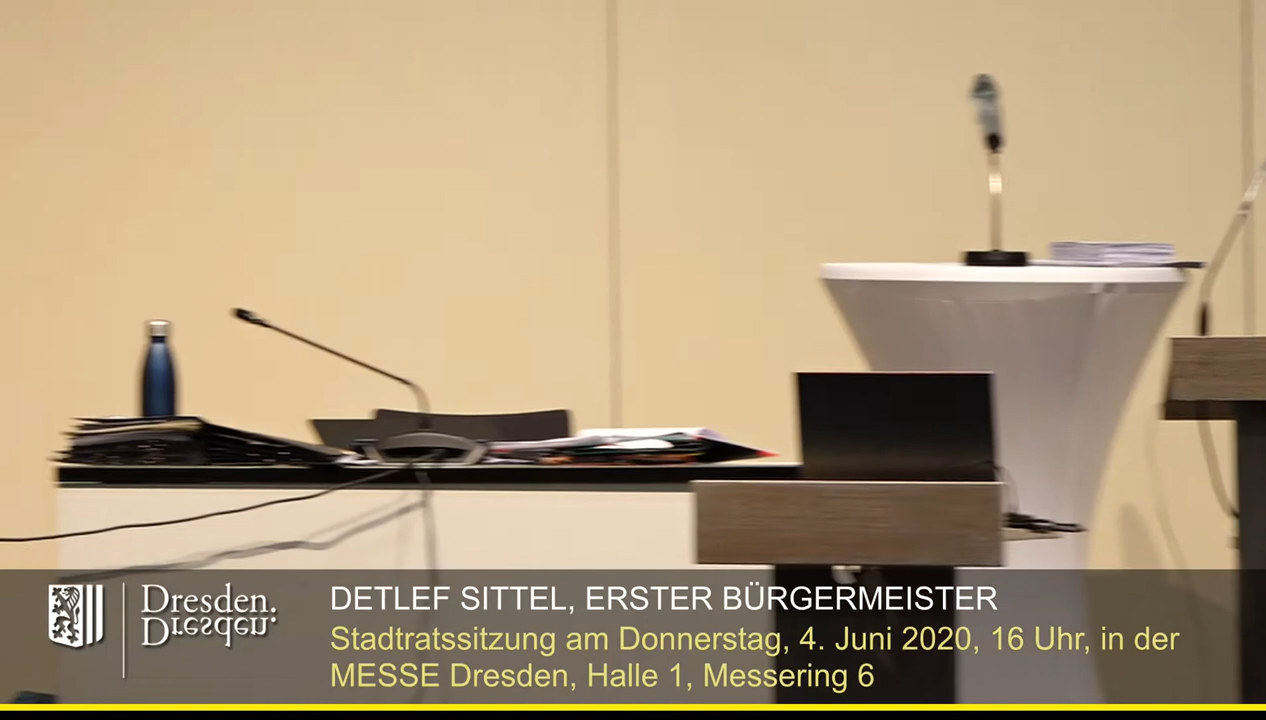 Dresden.
Dresden.
DETLEF SITTEL, ERSTER BÜRGERMEISTER
Stadtratssitzung am Donnerstag, 4. Juni 2020, 16 Uhr, in der
MESSE Dresden, Halle 1, Messering 6